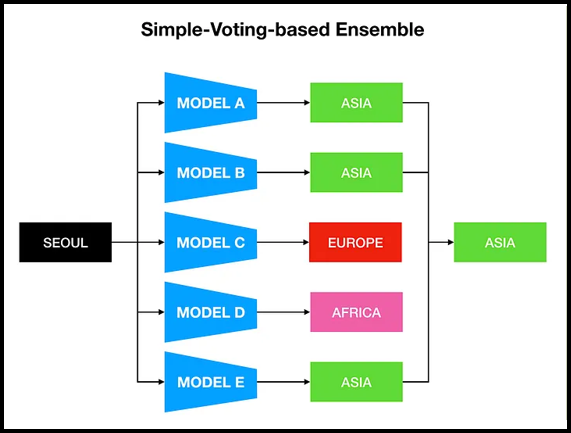 Simple-Voting-based Ensemble
MODEL A
ASIA
MODEL B
ASIA
SEOUL
MODEL C
EUROPE
ASIA
MODEL D
AFRICA
MODEL E
ASIA